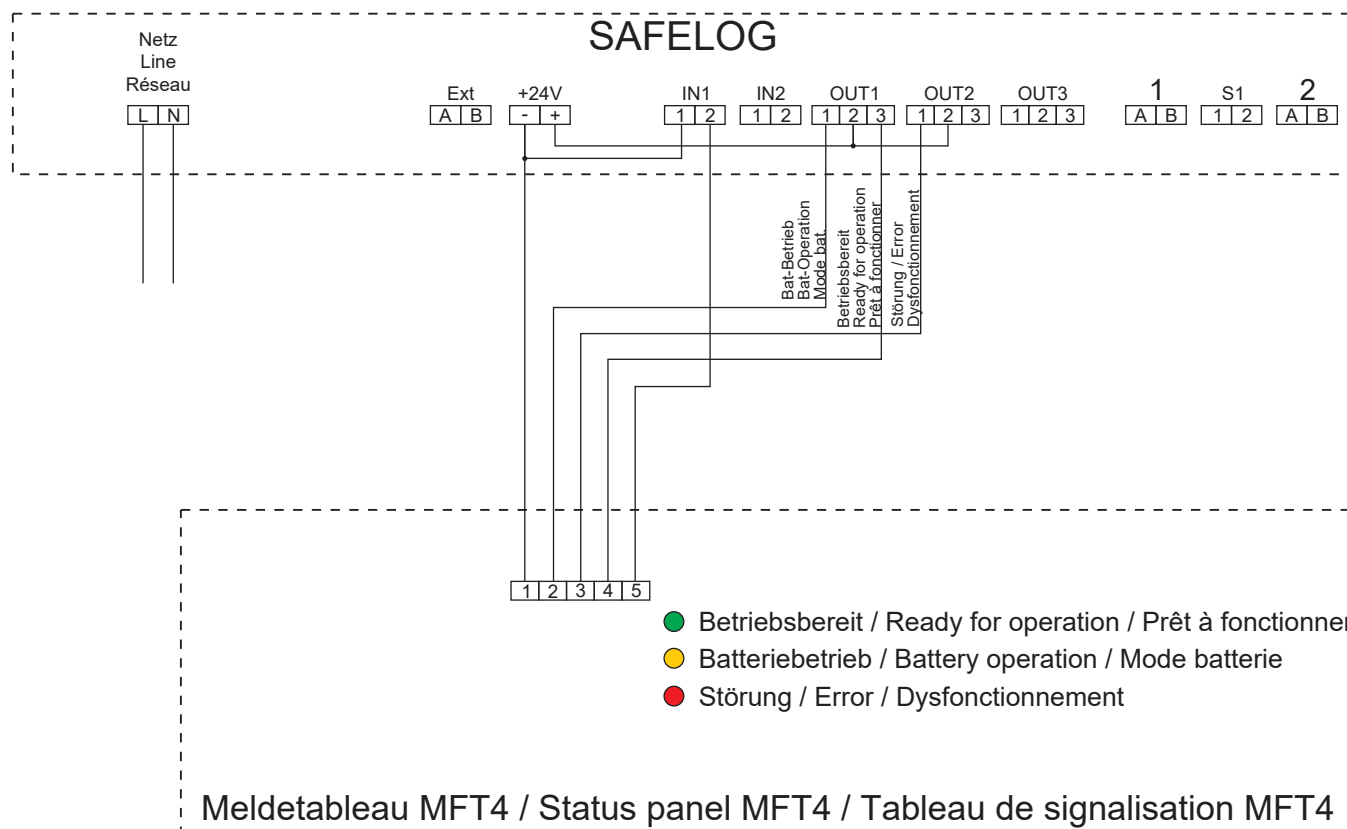 SAFELOG
Netz
Line
Réseau
L N
Ext
A B
+24V
- +
IN1
1 2
IN2
1 2
OUT1
1 2 3
OUT2
1 2 3
OUT3
1 2 3
1
A B
S1
1 2
2
A B
Bat-Betrieb
Bat-Operation
Mode bat.
Betriebsbereit
Ready for operation
Prêt à fonctionner
Störung / Error
Dysfonctionnement
1 2 3 4 5
Betriebsbereit / Ready for operation / Prêt à fonctionner
Batteriebetrieb / Battery operation / Mode batterie
Störung / Error / Dysfonctionnement
Meldetableau MFT4 / Status panel MFT4 / Tableau de signalisation MFT4